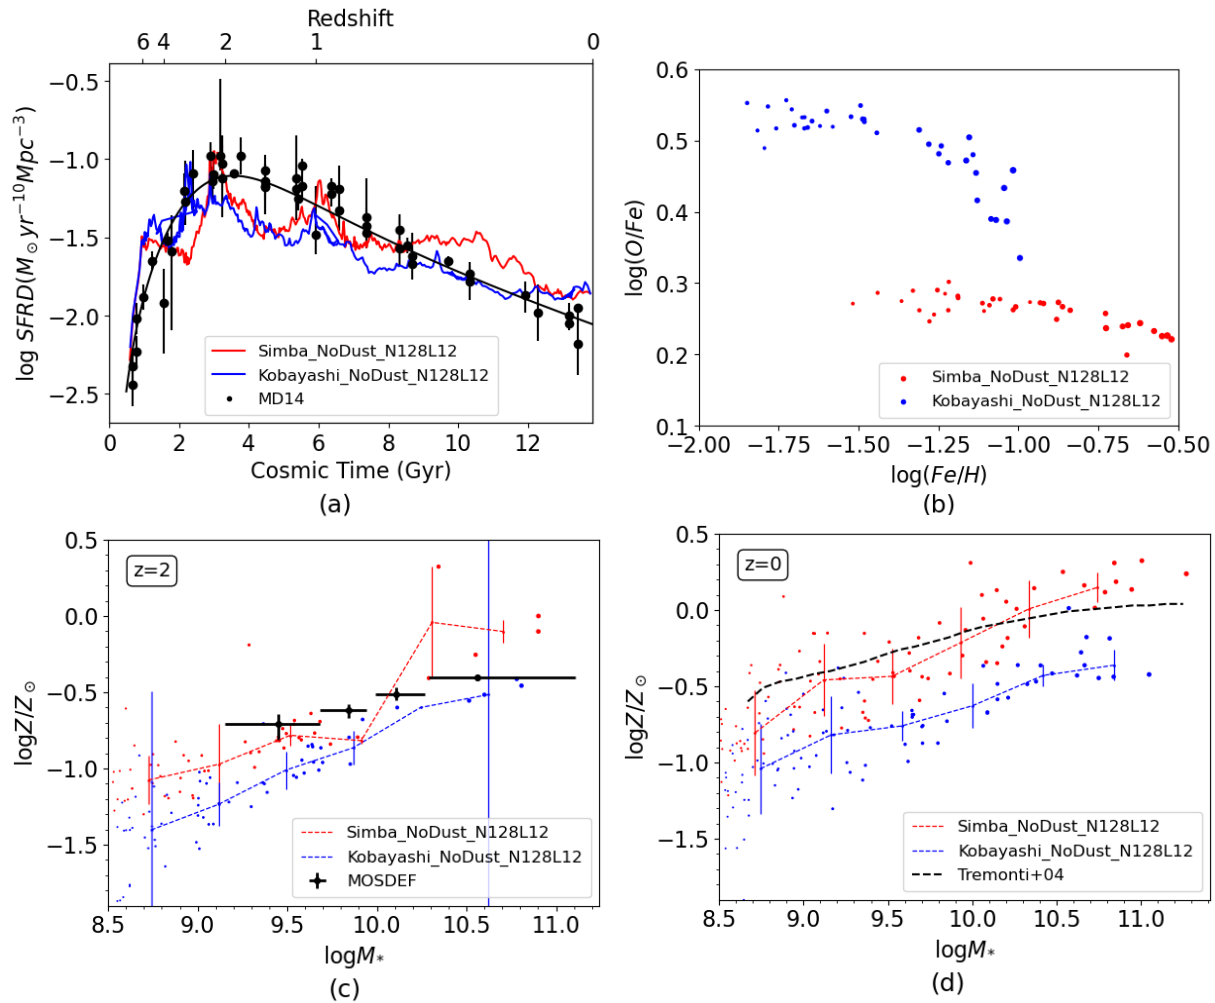 Redshift
6 4 2 1 0
−0.5
−1.0
−1.5
−2.0
−2.5
log SFRD(M⊙yr−10Mpc−3)
Simba_NoDust_N128L12
Kobayashi_NoDust_N128L12
MD14
0 2 4 6 8 10 12
Cosmic Time (Gyr)
(a)
0.6
0.5
0.4
0.3
0.2
0.1
log(O/Fe)
Simba_NoDust_N128L12
Kobayashi_NoDust_N128L12
−2.00 −1.75 −1.50 −1.25 −1.00 −0.75 −0.50
log(Fe/H)
(b)
z=2
0.5
0.0
−0.5
−1.0
−1.5
logZ/Z⊙
Simba_NoDust_N128L12
Kobayashi_NoDust_N128L12
MOSDEF
8.5 9.0 9.5 10.0 10.5 11.0
logM*
(c)
z=0
0.5
0.0
−0.5
−1.0
−1.5
logZ/Z⊙
Simba_NoDust_N128L12
Kobayashi_NoDust_N128L12
Tremonti+04
8.5 9.0 9.5 10.0 10.5 11.0
logM*
(d)